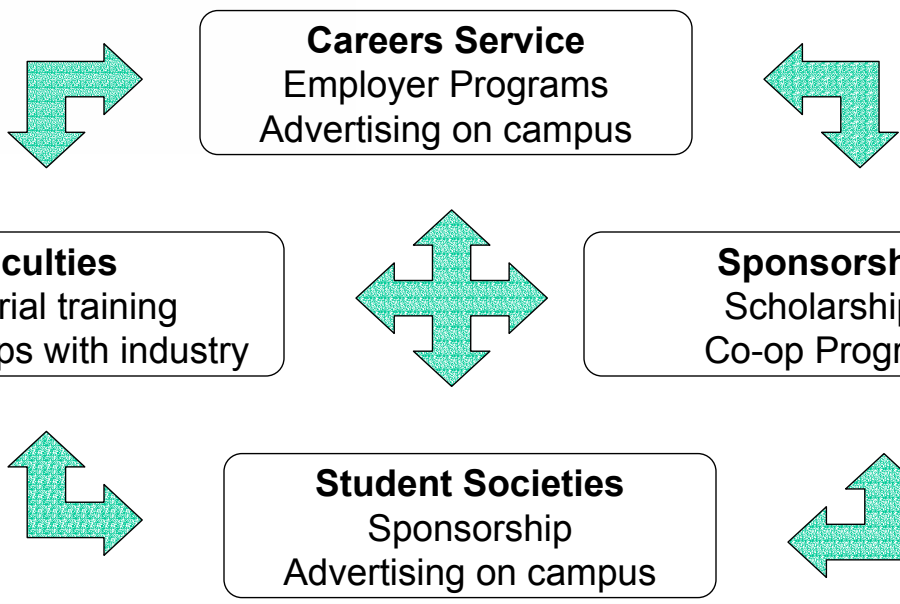 Careers Service
Employer Programs
Advertising on campus
culties
rial training
ps with industry
Sponsorsh
Scholarship
Co-op Progr
Student Societies
Sponsorship
Advertising on campus